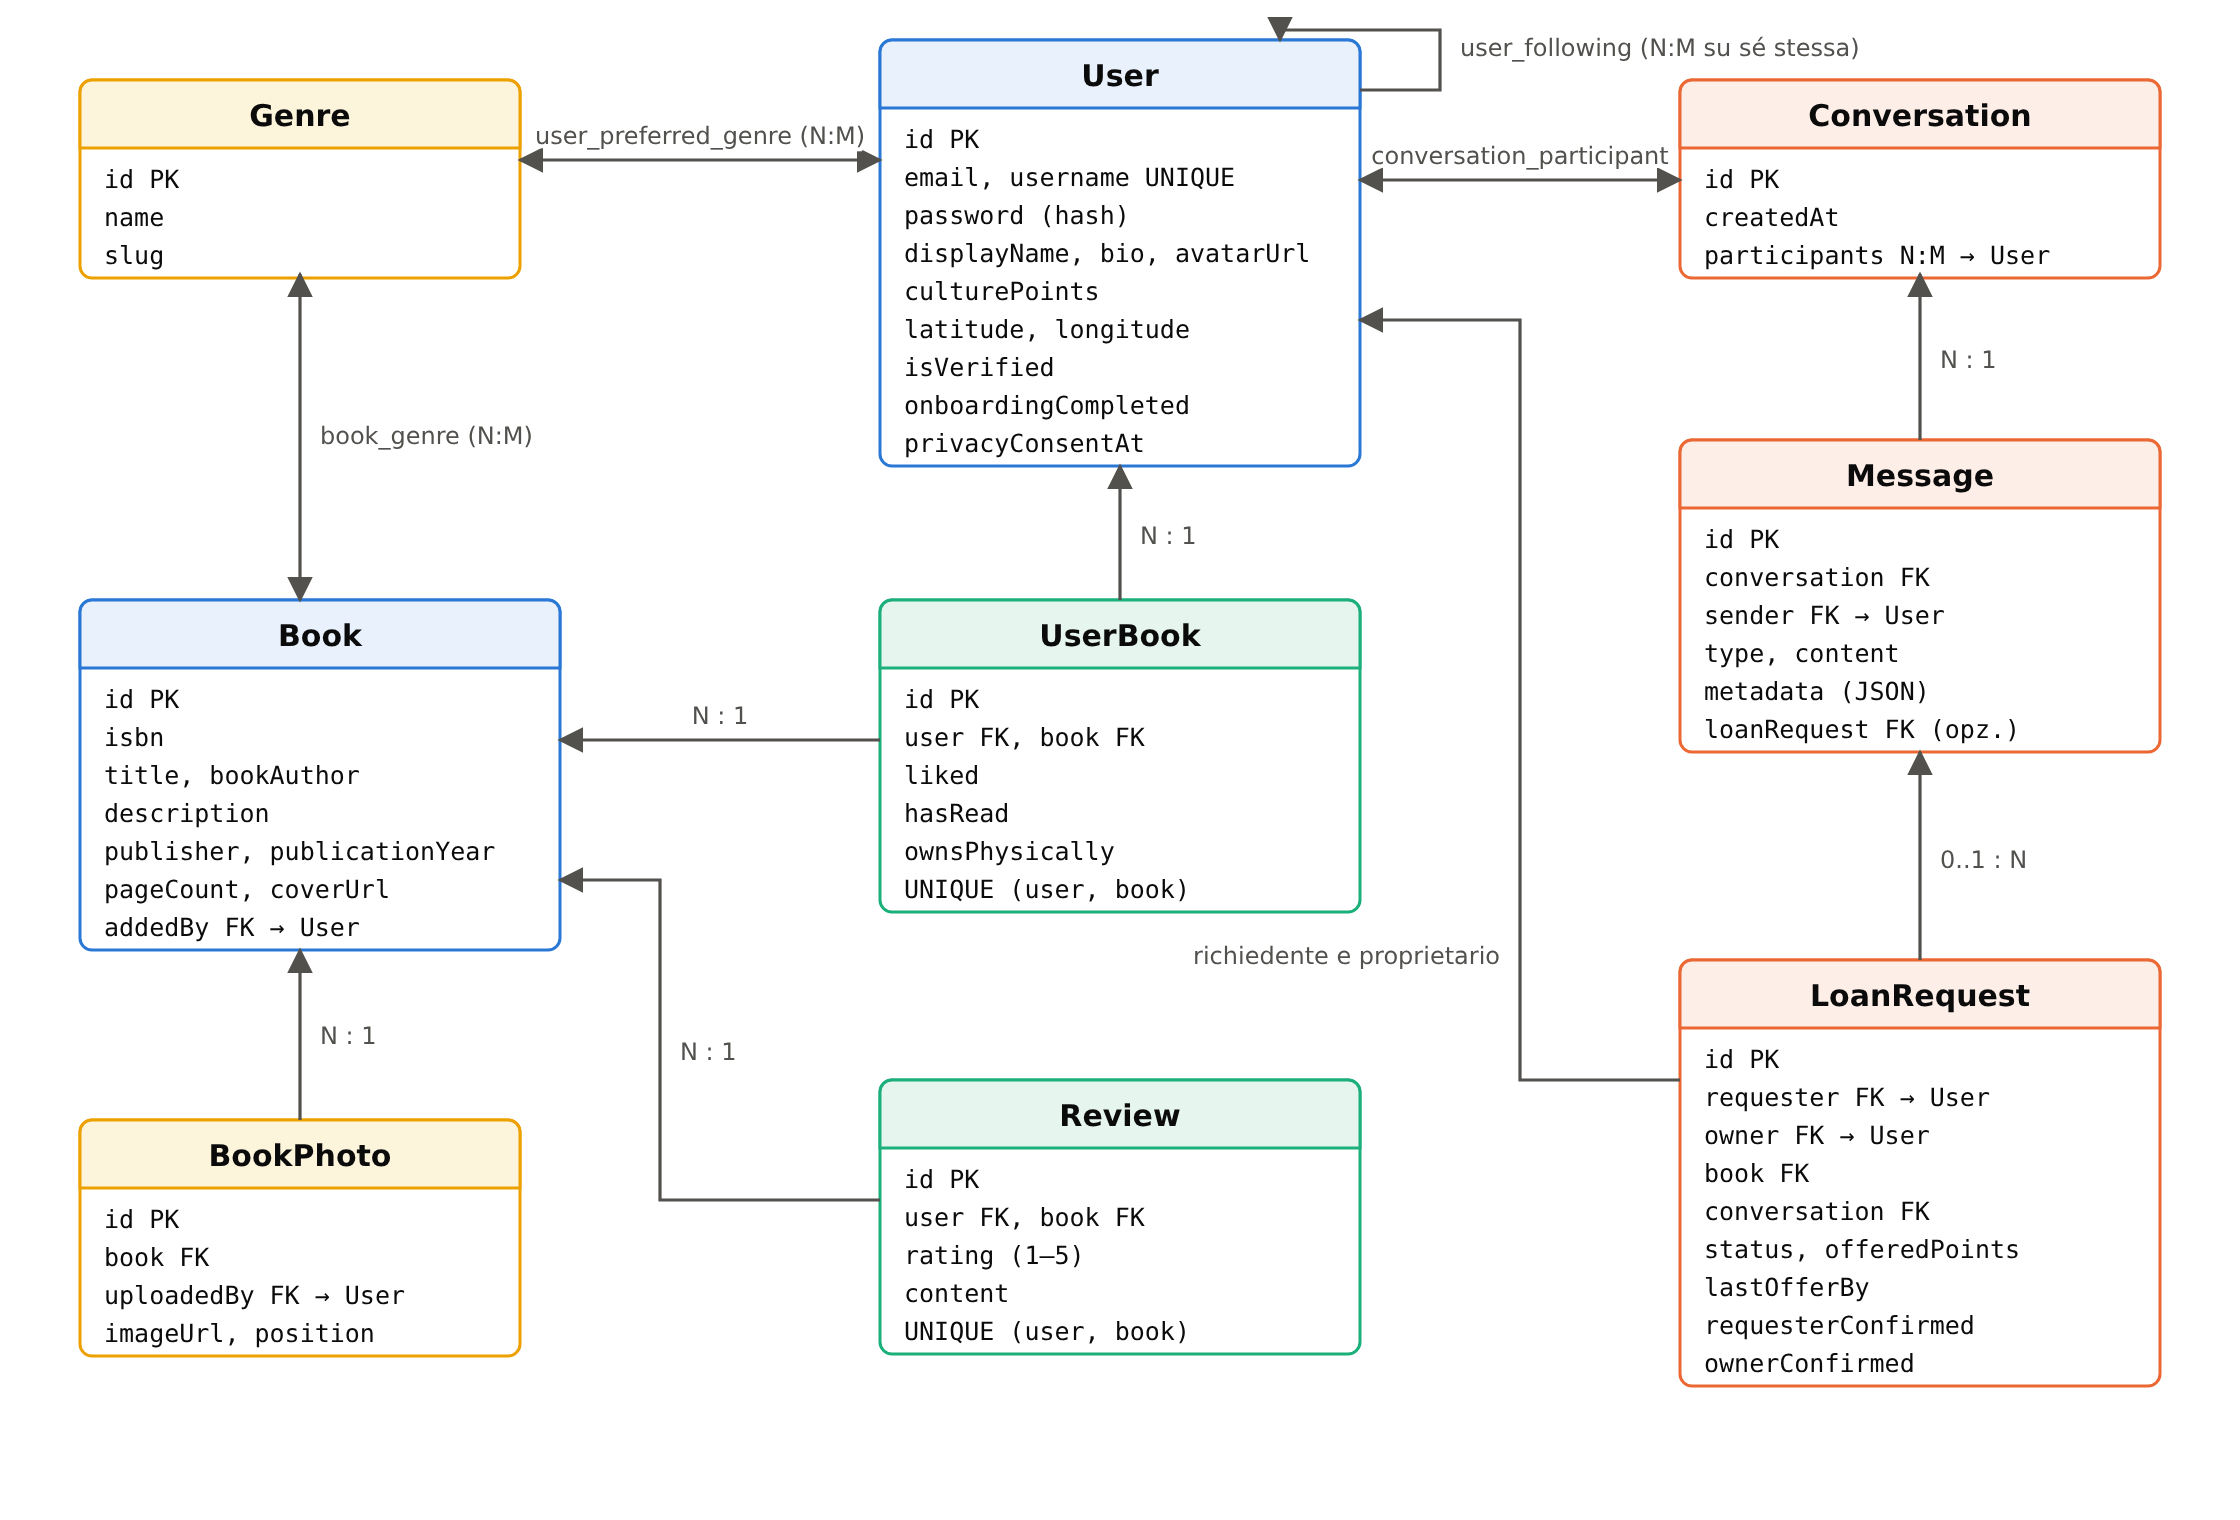 user_following (N:M su sé stessa)
User
id PK
email, username UNIQUE
password (hash)
displayName, bio, avatarUrl
culturePoints
latitude, longitude
isVerified
onboardingCompleted
privacyConsentAt
Genre
id PK
name
slug
user_preferred_genre (N:M)
conversation_participant
Conversation
id PK
createdAt
participants N:M → User
N : 1
book_genre (N:M)
N : 1
Message
id PK
conversation FK
sender FK → User
type, content
metadata (JSON)
loanRequest FK (opz.)
Book
id PK
isbn
title, bookAuthor
description
publisher, publicationYear
pageCount, coverUrl
addedBy FK → User
N : 1
UserBook
id PK
user FK, book FK
liked
hasRead
ownsPhysically
UNIQUE (user, book)
0..1 : N
richiedente e proprietario
N : 1
N : 1
BookPhoto
id PK
book FK
uploadedBy FK → User
imageUrl, position
Review
id PK
user FK, book FK
rating (1–5)
content
UNIQUE (user, book)
LoanRequest
id PK
requester FK → User
owner FK → User
book FK
conversation FK
status, offeredPoints
lastOfferBy
requesterConfirmed
ownerConfirmed